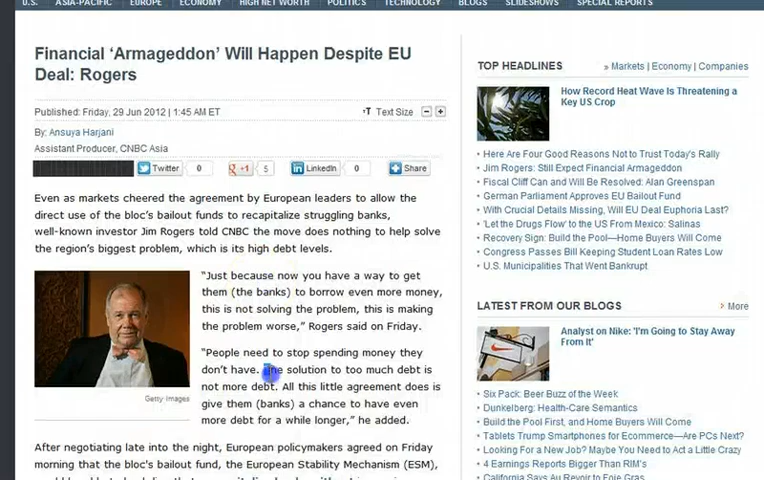 U.S. ASIA-PACIFIC EUROPE ECONOMY HIGH NET WORTH POLITICS TECHNOLOGY BLOGS SLIDESHOWS SPECIAL REPORTS
Financial ‘Armageddon’ Will Happen Despite EU
Deal: Rogers
Published: Friday, 29 Jun 2012 | 1:45 AM ET
TT Text Size
By: Ansuya Harjani
Assistant Producer, CNBC Asia
Twitter 0 +1 5 LinkedIn 0 Share
Even as markets cheered the agreement by European leaders to allow the
direct use of the bloc’s bailout funds to recapitalize struggling banks,
well-known investor Jim Rogers told CNBC the move does nothing to help solve
the region’s biggest problem, which is its high debt levels.
“Just because now you have a way to get
them (the banks) to borrow even more money,
this is not solving the problem, this is making
the problem worse,” Rogers said on Friday.
“People need to stop spending money they
don’t have. The solution to too much debt is
not more debt. All this little agreement does is
give them (banks) a chance to have even
more debt for a while longer,” he added.
Getty Images
After negotiating late into the night, European policymakers agreed on Friday
morning that the bloc's bailout fund, the European Stability Mechanism (ESM),
TOP HEADLINES
» Markets | Economy | Companies
How Record Heat Wave Is Threatening a
Key US Crop
Here Are Four Good Reasons Not to Trust Today's Rally
Jim Rogers: Still Expect Financial Armageddon
Fiscal Cliff Can and Will Be Resolved: Alan Greenspan
German Parliament Approves EU Bailout Fund
With Crucial Details Missing, Will EU Deal Euphoria Last?
'Let the Drugs Flow' to the US From Mexico: Salinas
Recovery Sign: Build the Pool—Home Buyers Will Come
Congress Passes Bill Keeping Student Loan Rates Low
U.S. Municipalities That Went Bankrupt
LATEST FROM OUR BLOGS
› More
Analyst on Nike: 'I'm Going to Stay Away
From It'
Six Pack: Beer Buzz of the Week
Dunkelberg: Health-Care Semantics
Build the Pool First, and Home Buyers Will Come
Tablets Trump Smartphones for Ecommerce—Are PCs Next?
Looking For a New Job? Maybe You Need to Act a Little Crazy
4 Earnings Reports Bigger Than RIM's
California Says Au Revoir to Foie Gras